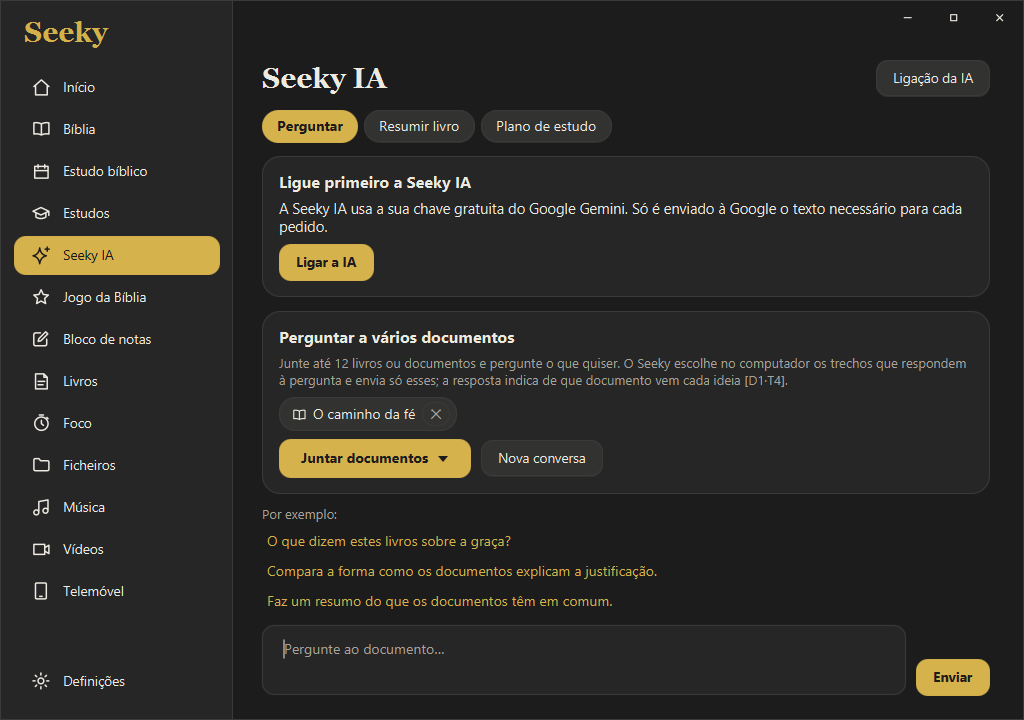 Seeky
Início
Bíblia
Estudo bíblico
Estudos
Seeky IA
Jogo da Bíblia
Bloco de notas
Livros
Foco
Ficheiros
Música
Vídeos
Telemóvel
Definições
Seeky IA
Ligação da IA
Perguntar
Resumir livro
Plano de estudo
Ligue primeiro a Seeky IA
A Seeky IA usa a sua chave gratuita do Google Gemini. Só é enviado à Google o texto necessário para cada
pedido.
Ligar a IA
Perguntar a vários documentos
Junte até 12 livros ou documentos e pergunte o que quiser. O Seeky escolhe no computador os trechos que respondem
à pergunta e envia só esses; a resposta indica de que documento vem cada ideia [D1·T4].
O caminho da fé
Juntar documentos
Nova conversa
Por exemplo:
O que dizem estes livros sobre a graça?
Compara a forma como os documentos explicam a justificação.
Faz um resumo do que os documentos têm em comum.
Pergunte ao documento…
Enviar